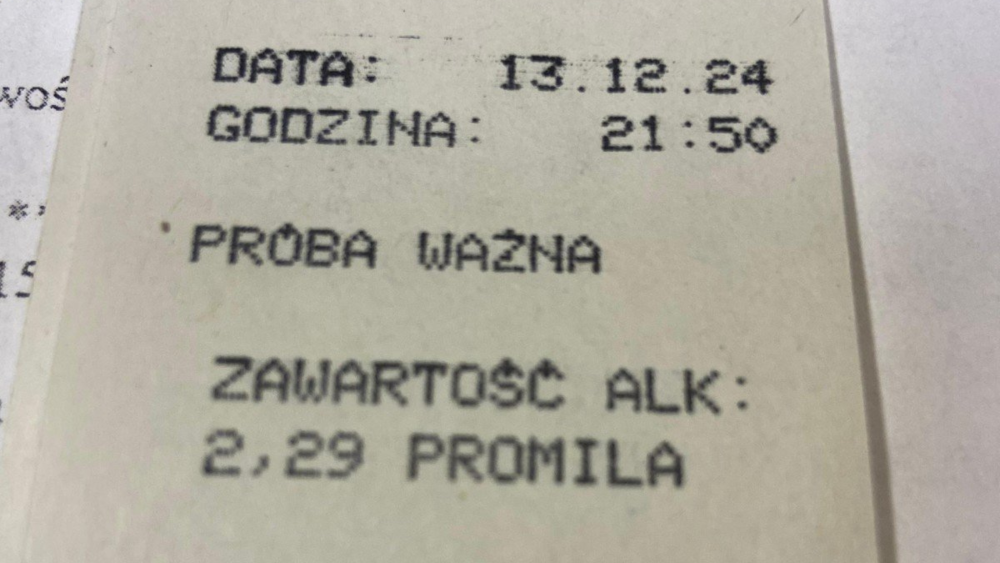 DATA: 13.12.24
GODZINA: 21:50
PRÓBA WAŻNA
ZAWARTOŚĆ ALK:
2,29 PROMILA